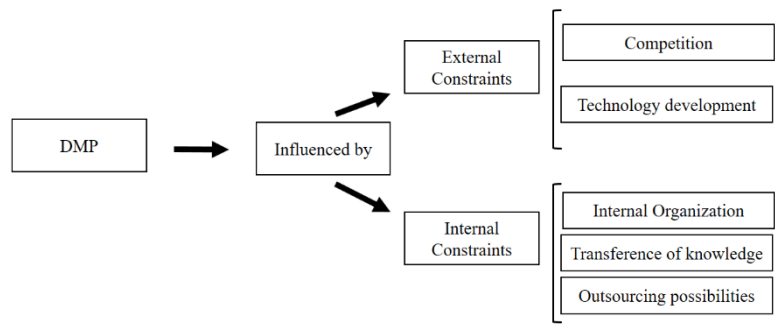 DMP
Influenced by
External
Constraints
Competition
Technology development
Internal
Constraints
Internal Organization
Transference of knowledge
Outsourcing possibilities